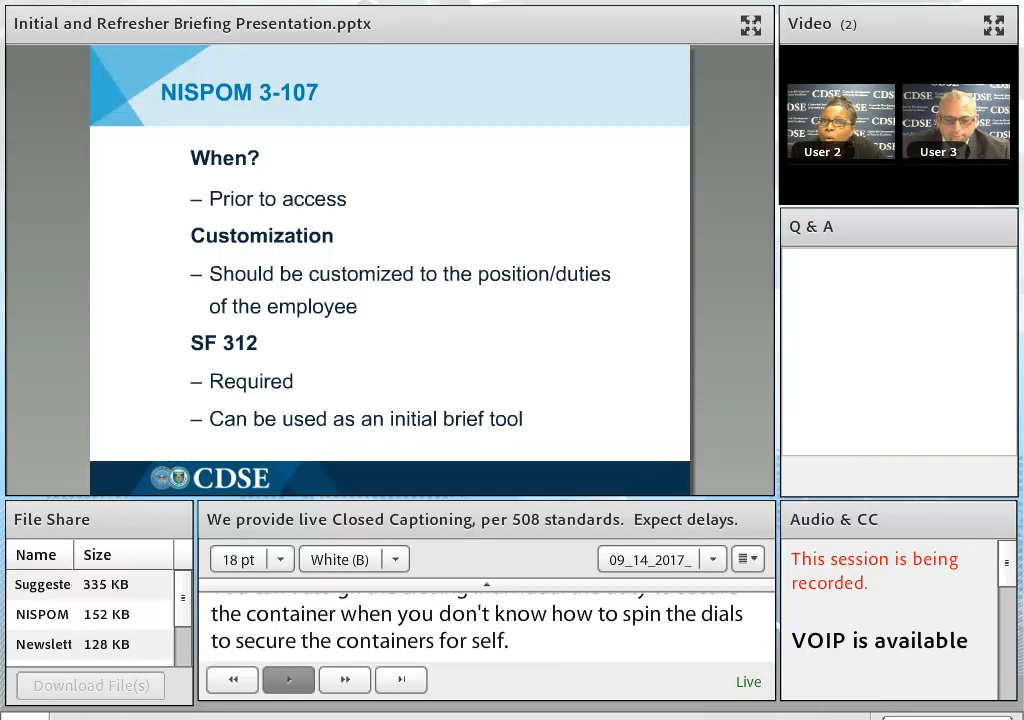 Initial and Refresher Briefing Presentation.pptx
NISPOM 3-107
When?
– Prior to access
Customization
– Should be customized to the position/duties
of the employee
SF 312
– Required
– Can be used as an initial brief tool
CDSE
Video (2)
User 2
User 3
Q & A
File Share
Name Size
Suggeste 335 KB
NISPOM 152 KB
Newslett 128 KB
Download File(s)
We provide live Closed Captioning, per 508 standards. Expect delays.
18 pt White (B) 09_14_2017_
the container when you don't know how to spin the dials
to secure the containers for self.
Live
Audio & CC
This session is being
recorded.
VOIP is available